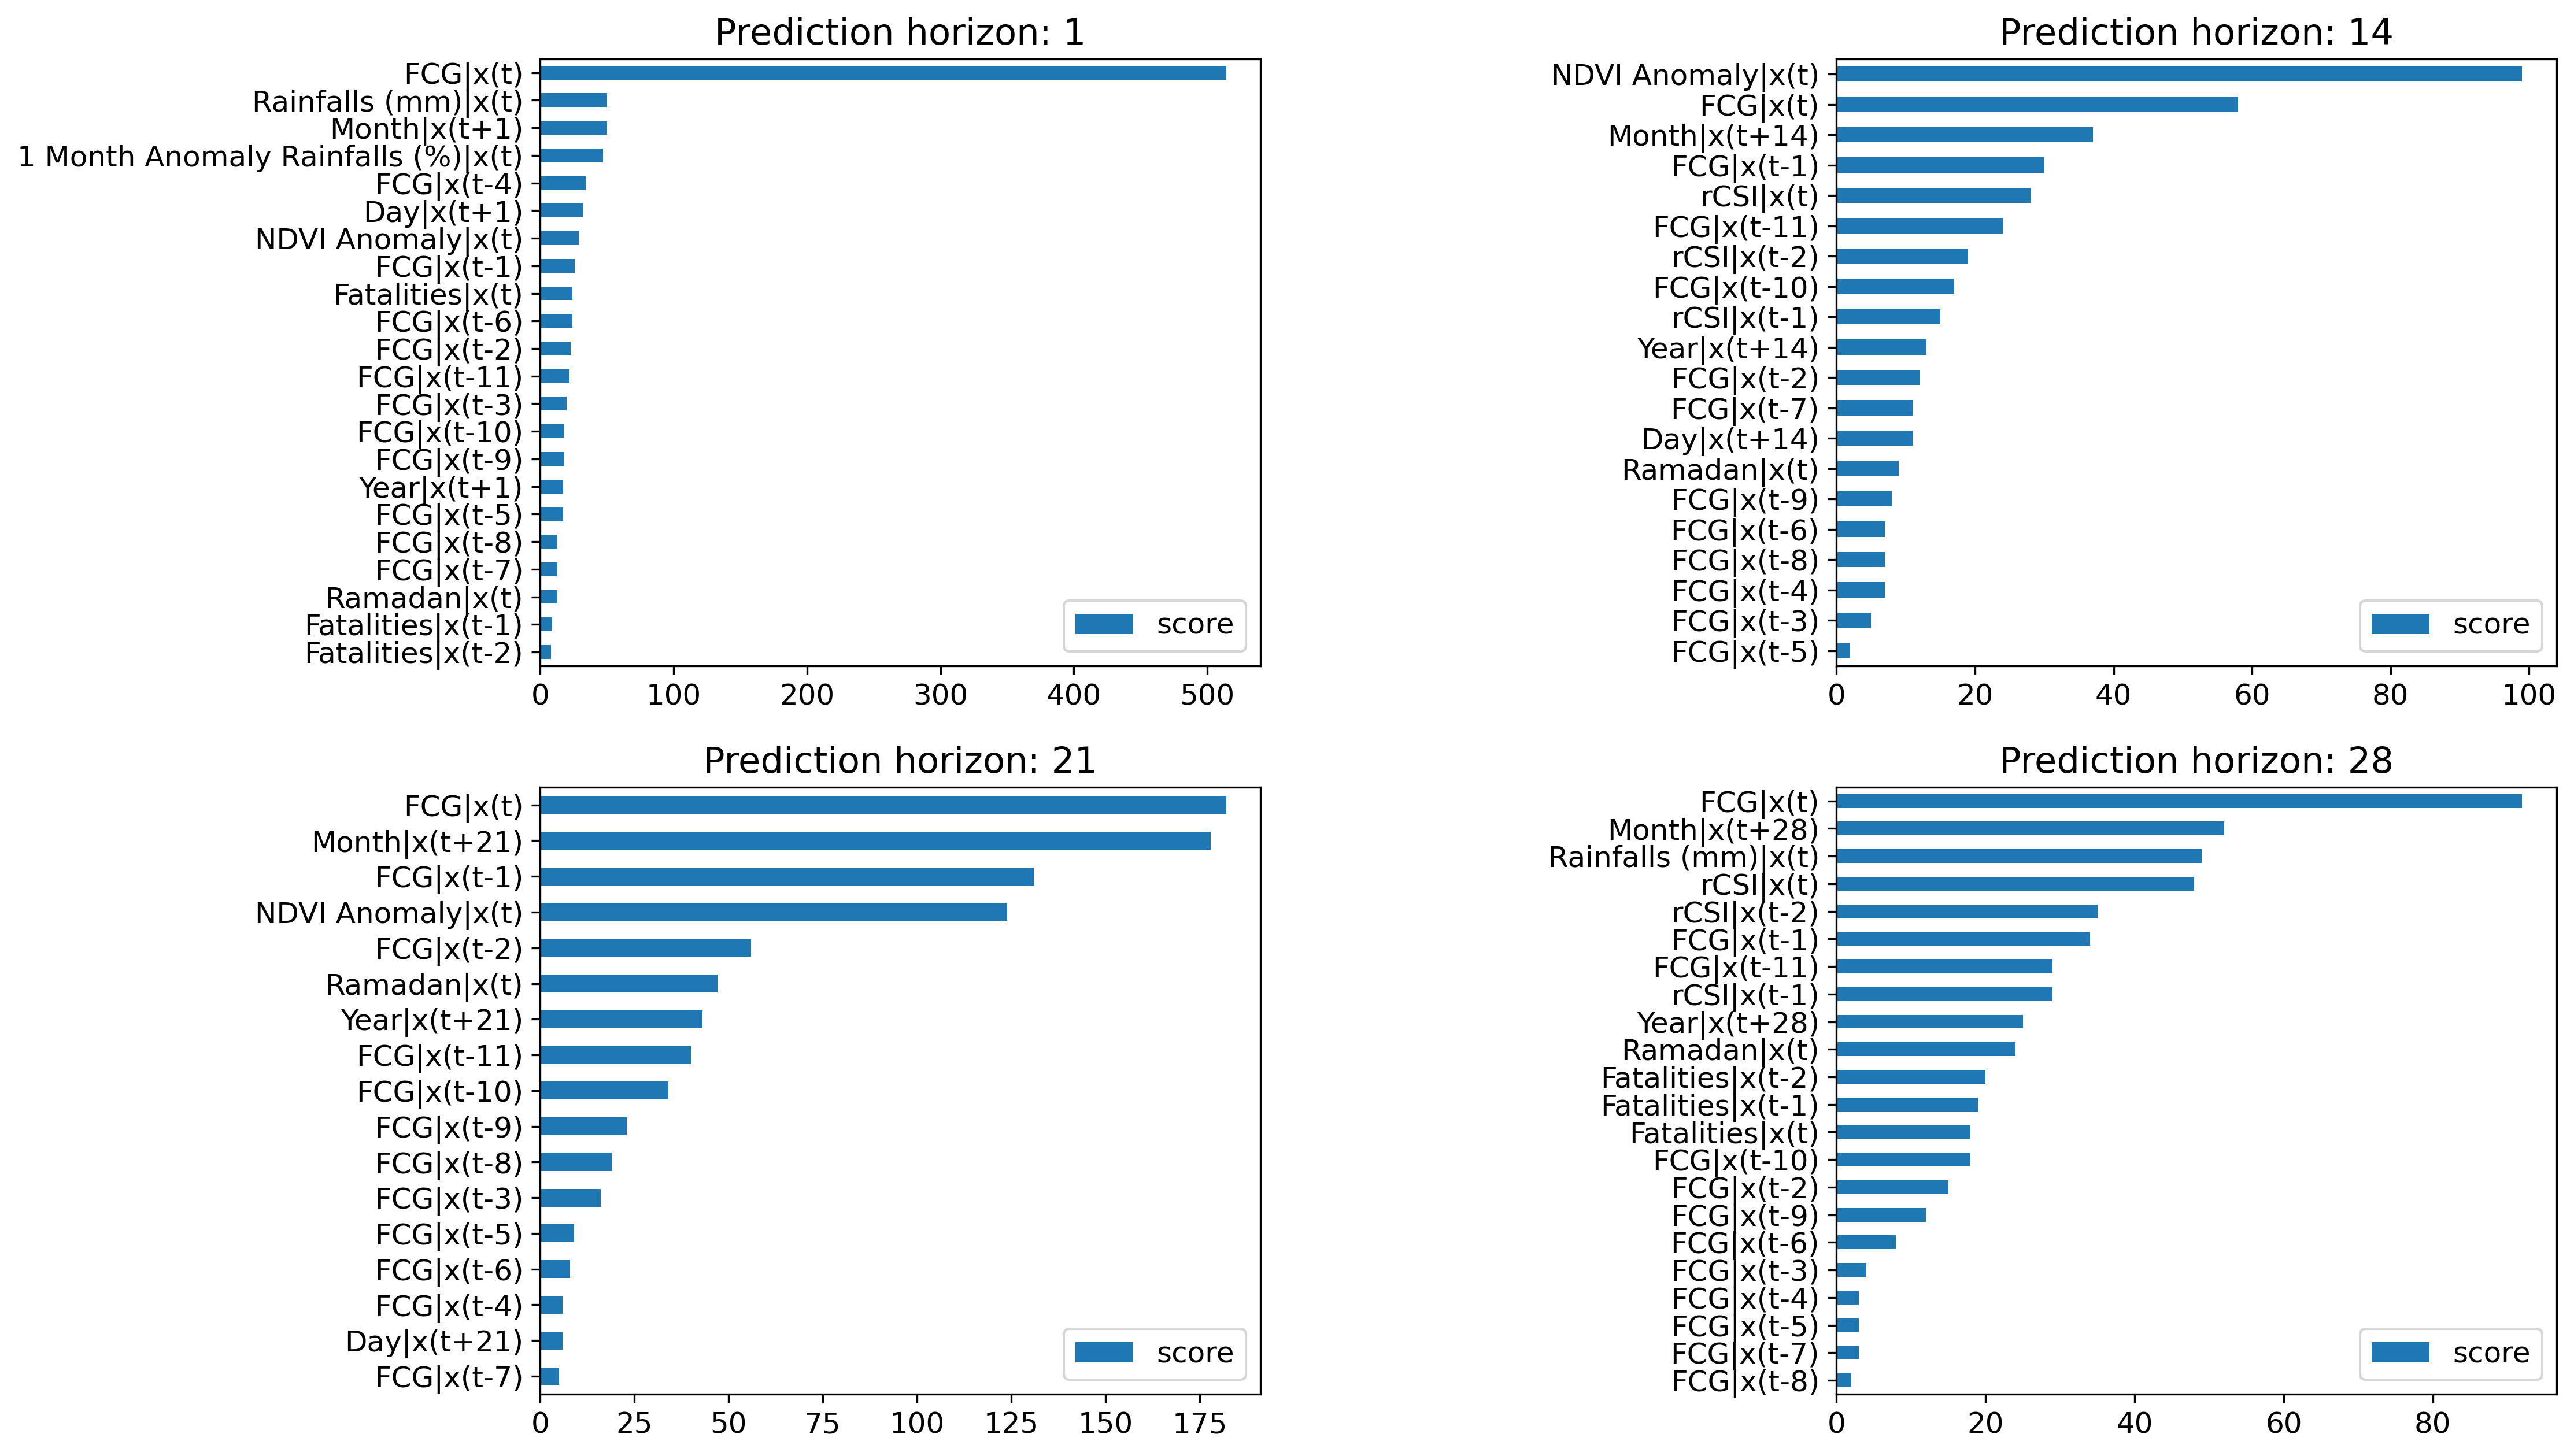 Prediction horizon: 1
FCG|x(t)
Rainfalls (mm)|x(t)
Month|x(t+1)
1 Month Anomaly Rainfalls (%)|x(t)
FCG|x(t-4)
Day|x(t+1)
NDVI Anomaly|x(t)
FCG|x(t-1)
Fatalities|x(t)
FCG|x(t-6)
FCG|x(t-2)
FCG|x(t-11)
FCG|x(t-3)
FCG|x(t-10)
FCG|x(t-9)
Year|x(t+1)
FCG|x(t-5)
FCG|x(t-8)
FCG|x(t-7)
Ramadan|x(t)
Fatalities|x(t-1)
Fatalities|x(t-2)
score
0 100 200 300 400 500
Prediction horizon: 14
NDVI Anomaly|x(t)
FCG|x(t)
Month|x(t+14)
FCG|x(t-1)
rCSI|x(t)
FCG|x(t-11)
rCSI|x(t-2)
FCG|x(t-10)
rCSI|x(t-1)
Year|x(t+14)
FCG|x(t-2)
FCG|x(t-7)
Day|x(t+14)
Ramadan|x(t)
FCG|x(t-9)
FCG|x(t-6)
FCG|x(t-8)
FCG|x(t-4)
FCG|x(t-3)
FCG|x(t-5)
score
0 20 40 60 80 100
Prediction horizon: 21
FCG|x(t)
Month|x(t+21)
FCG|x(t-1)
NDVI Anomaly|x(t)
FCG|x(t-2)
Ramadan|x(t)
Year|x(t+21)
FCG|x(t-11)
FCG|x(t-10)
FCG|x(t-9)
FCG|x(t-8)
FCG|x(t-3)
FCG|x(t-5)
FCG|x(t-6)
FCG|x(t-4)
Day|x(t+21)
FCG|x(t-7)
score
0 25 50 75 100 125 150 175
Prediction horizon: 28
FCG|x(t)
Month|x(t+28)
Rainfalls (mm)|x(t)
rCSI|x(t)
rCSI|x(t-2)
FCG|x(t-1)
FCG|x(t-11)
rCSI|x(t-1)
Year|x(t+28)
Ramadan|x(t)
Fatalities|x(t-2)
Fatalities|x(t-1)
Fatalities|x(t)
FCG|x(t-10)
FCG|x(t-2)
FCG|x(t-9)
FCG|x(t-6)
FCG|x(t-3)
FCG|x(t-4)
FCG|x(t-5)
FCG|x(t-7)
FCG|x(t-8)
score
0 20 40 60 80